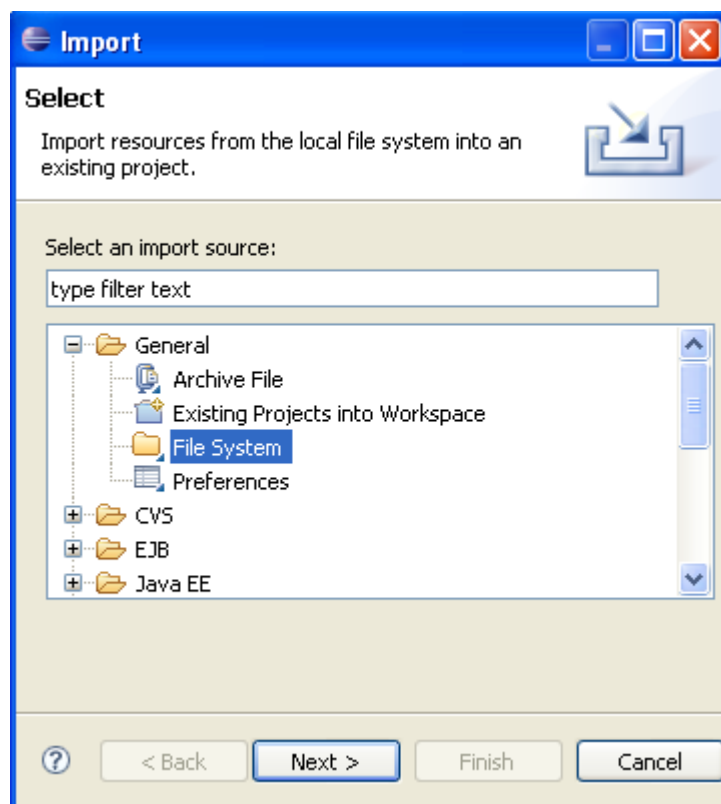 Import
Select
Import resources from the local file system into an
existing project.
Select an import source:
type filter text
General
Archive File
Existing Projects into Workspace
File System
Preferences
CVS
EJB
Java EE
? < Back Next > Finish Cancel